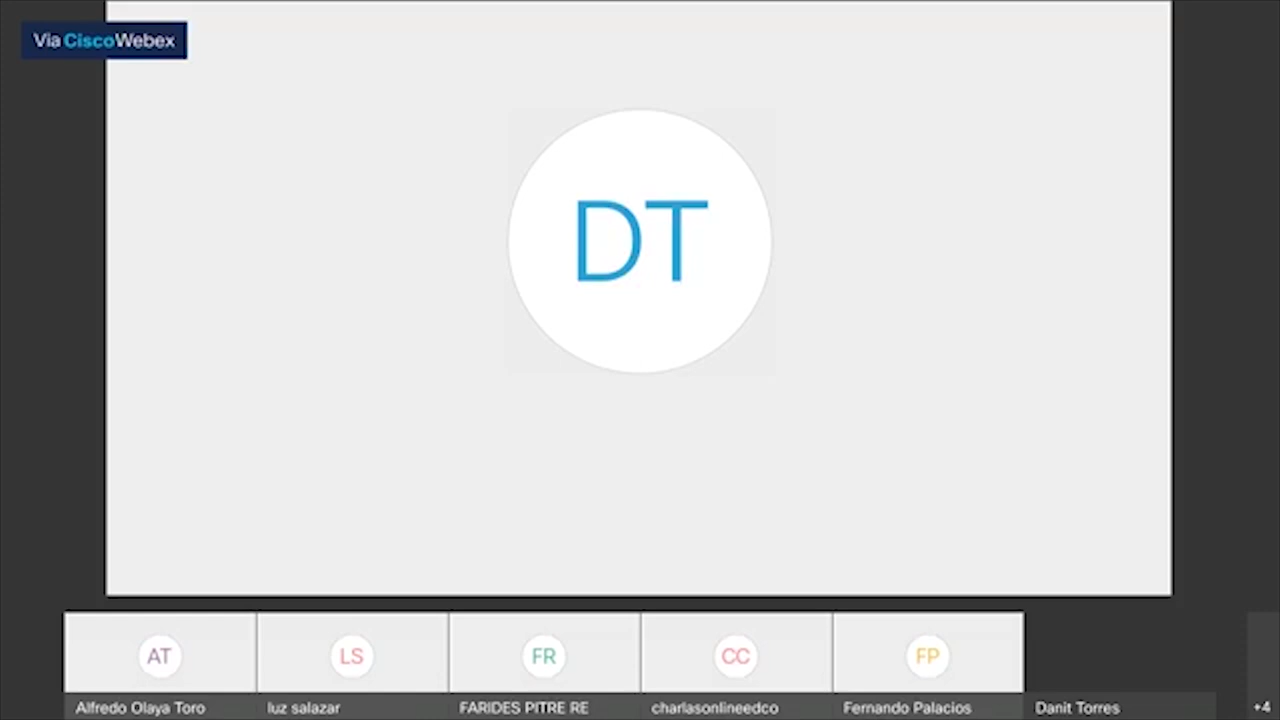 Via CiscoWebex
DT
AT
LS
FR
CC
FP
Alfredo Olaya Toro
luz salazar
FARIDES PITRE RE
charlasonlineedco
Fernando Palacios
Danit Torres
+4